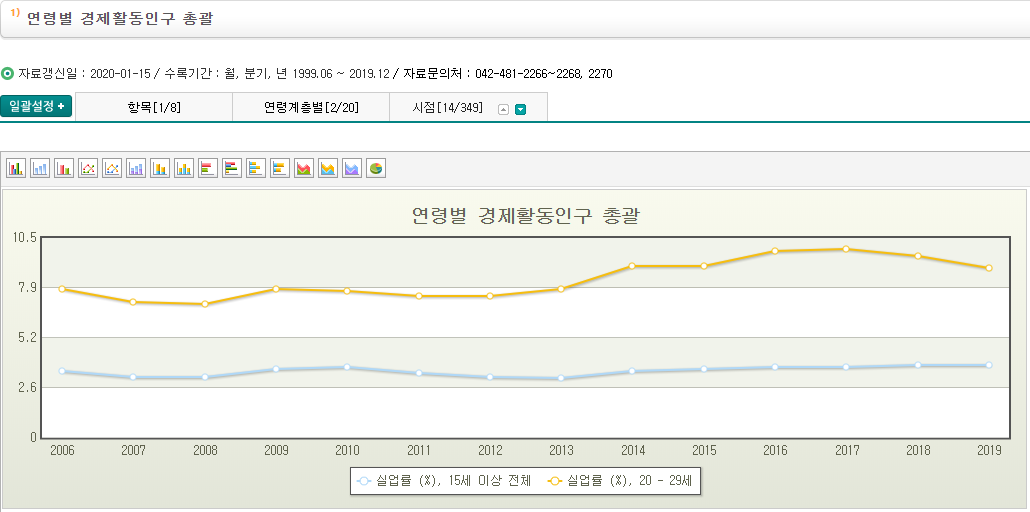 1) 연령별 경제활동인구 총괄
자료갱신일 : 2020-01-15 / 수록기간 : 월, 분기, 년 1999.06 ~ 2019.12 / 자료문의처 : 042-481-2266~2268, 2270
일괄설정 + 항목[1/8] 연령계층별[2/20] 시점[14/349]
연령별 경제활동인구 총괄
10.5
7.9
5.2
2.6
0
2006 2007 2008 2009 2010 2011 2012 2013 2014 2015 2016 2017 2018 2019
실업률 (%), 15세 이상 전체 실업률 (%), 20 - 29세